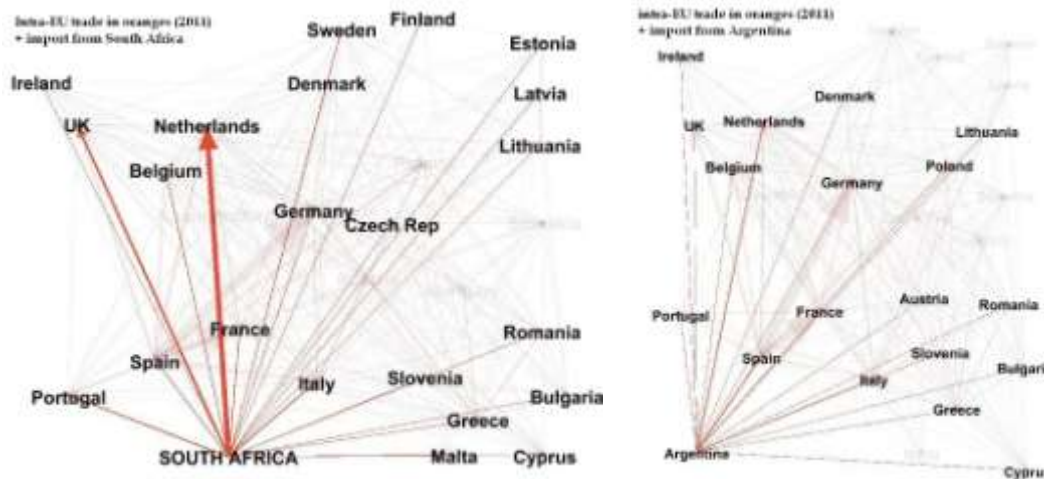 Intra-EU trade in oranges (2011)
+ import from South Africa
Finland
Sweden
Estonia
Ireland
Denmark
Latvia
UK
Netherlands
Lithuania
Belgium
Germany
Czech Rep
France
Romania
Spain
Italy
Slovenia
Portugal
Bulgaria
Greece
SOUTH AFRICA
Malta
Cyprus
intra-EU trade in oranges (2011)
+ import from Argentina
Ireland
Denmark
UK
Netherlands
Lithuania
Belgium
Poland
Germany
Austria
Romania
Portugal
France
Spain
Slovenia
Bulgari
Italy
Greece
Argentina
Cyprus